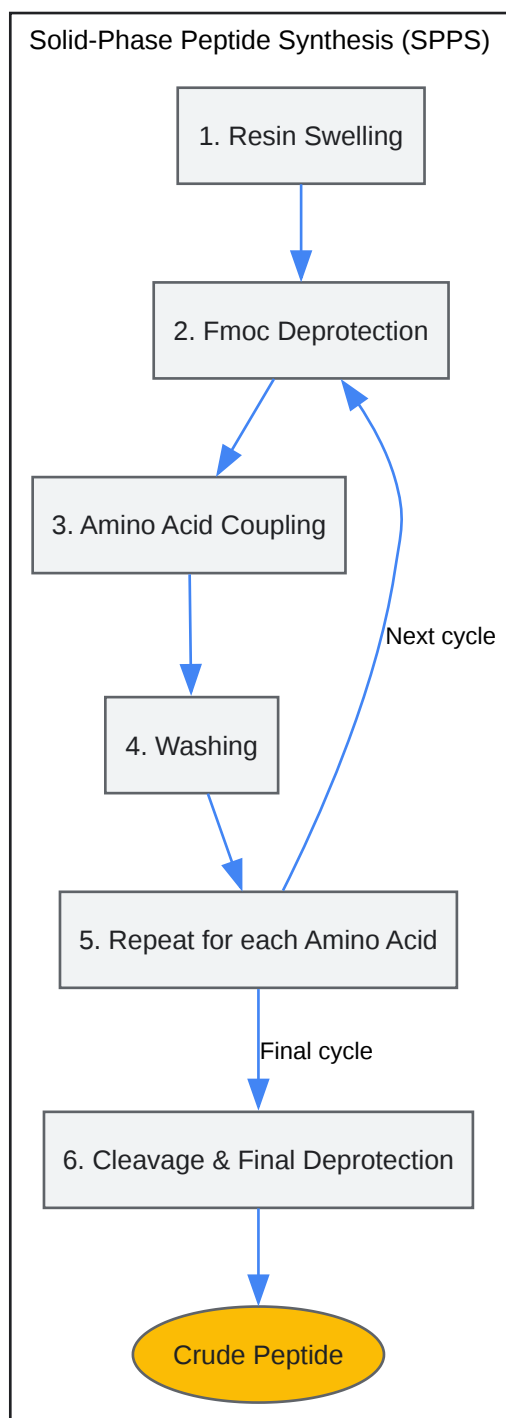 Solid-Phase Peptide Synthesis (SPPS)
1. Resin Swelling
2. Fmoc Deprotection
3. Amino Acid Coupling
Next cycle
4. Washing
5. Repeat for each Amino Acid
Final cycle
6. Cleavage & Final Deprotection
Crude Peptide